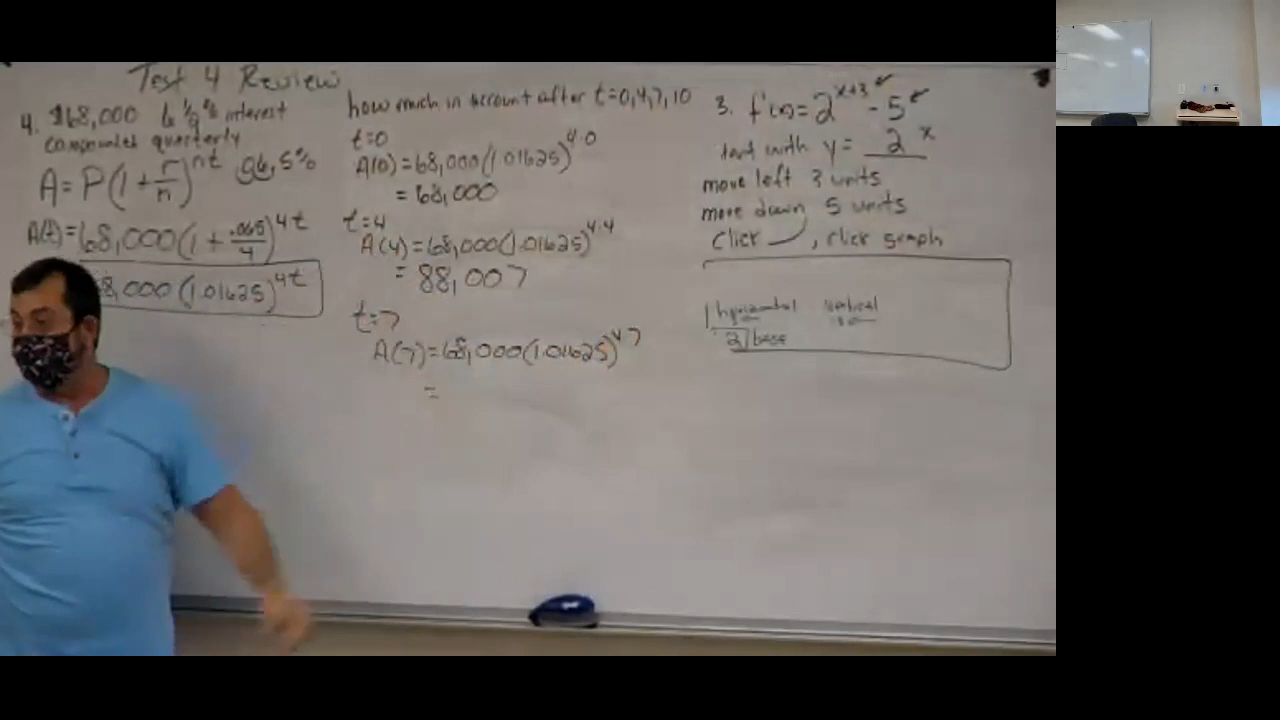 Test 4 Review
4. $68,000 6 1/2 % interest
compounded quarterly
A = P(1 + r/n)^nt 6.5%
A(t) = 68,000(1 + .065/4)^4t
8,000(1.01625)^4t
how much in account after t=0,4,7,10
t=0
A(0) = 68,000(1.01625)^4·0
= 68,000
t=4
A(4) = 68,000(1.01625)^4·4
= 88,007
t=7
A(7) = 68,000(1.01625)^4·7
=
3. f(x) = 2^x+3 - 5
start with y = 2^x
move left 3 units
move down 5 units
Click , click graph
horizontal vertical
2 base